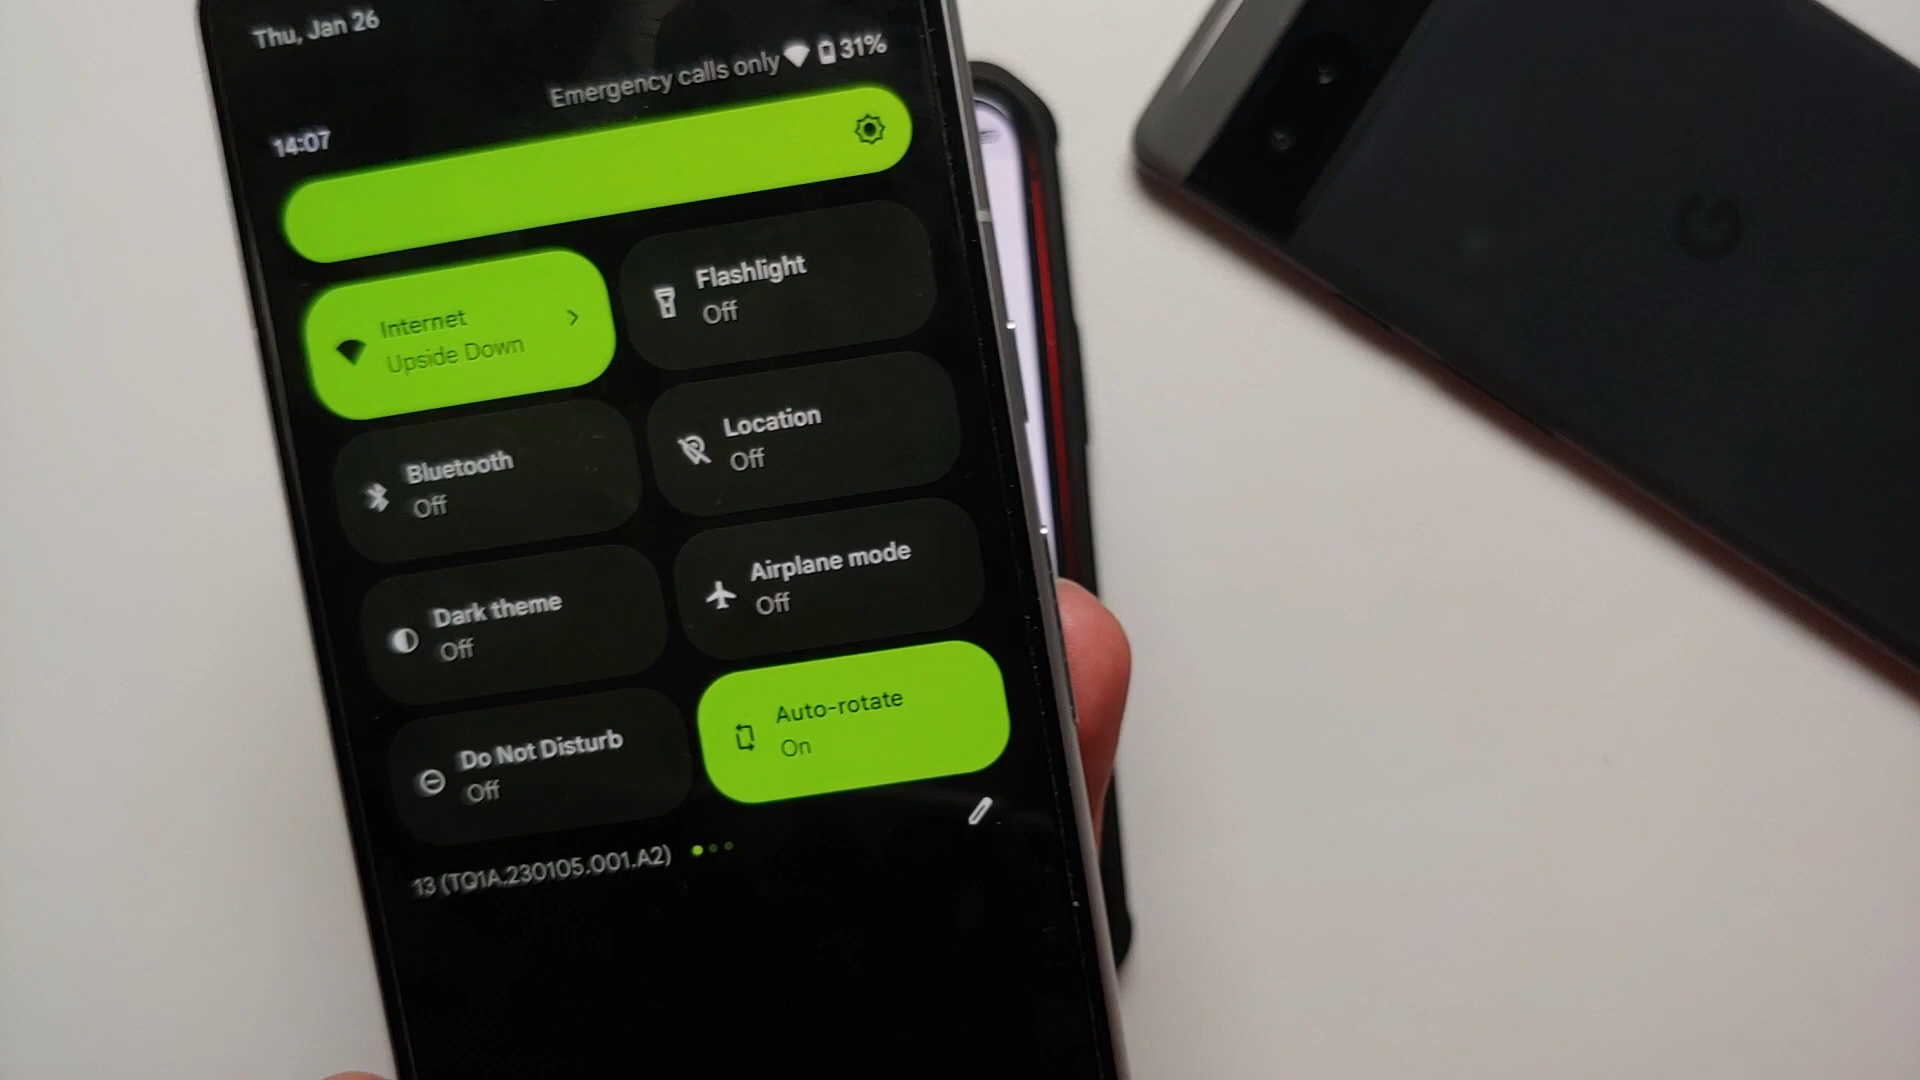 Thu, Jan 26
Emergency calls only 31%
14:07
Internet
Upside Down
Flashlight
Off
Bluetooth
Off
Location
Off
Dark theme
Off
Airplane mode
Off
Do Not Disturb
Off
Auto-rotate
On
13 (TQ1A.230105.001.A2)
G